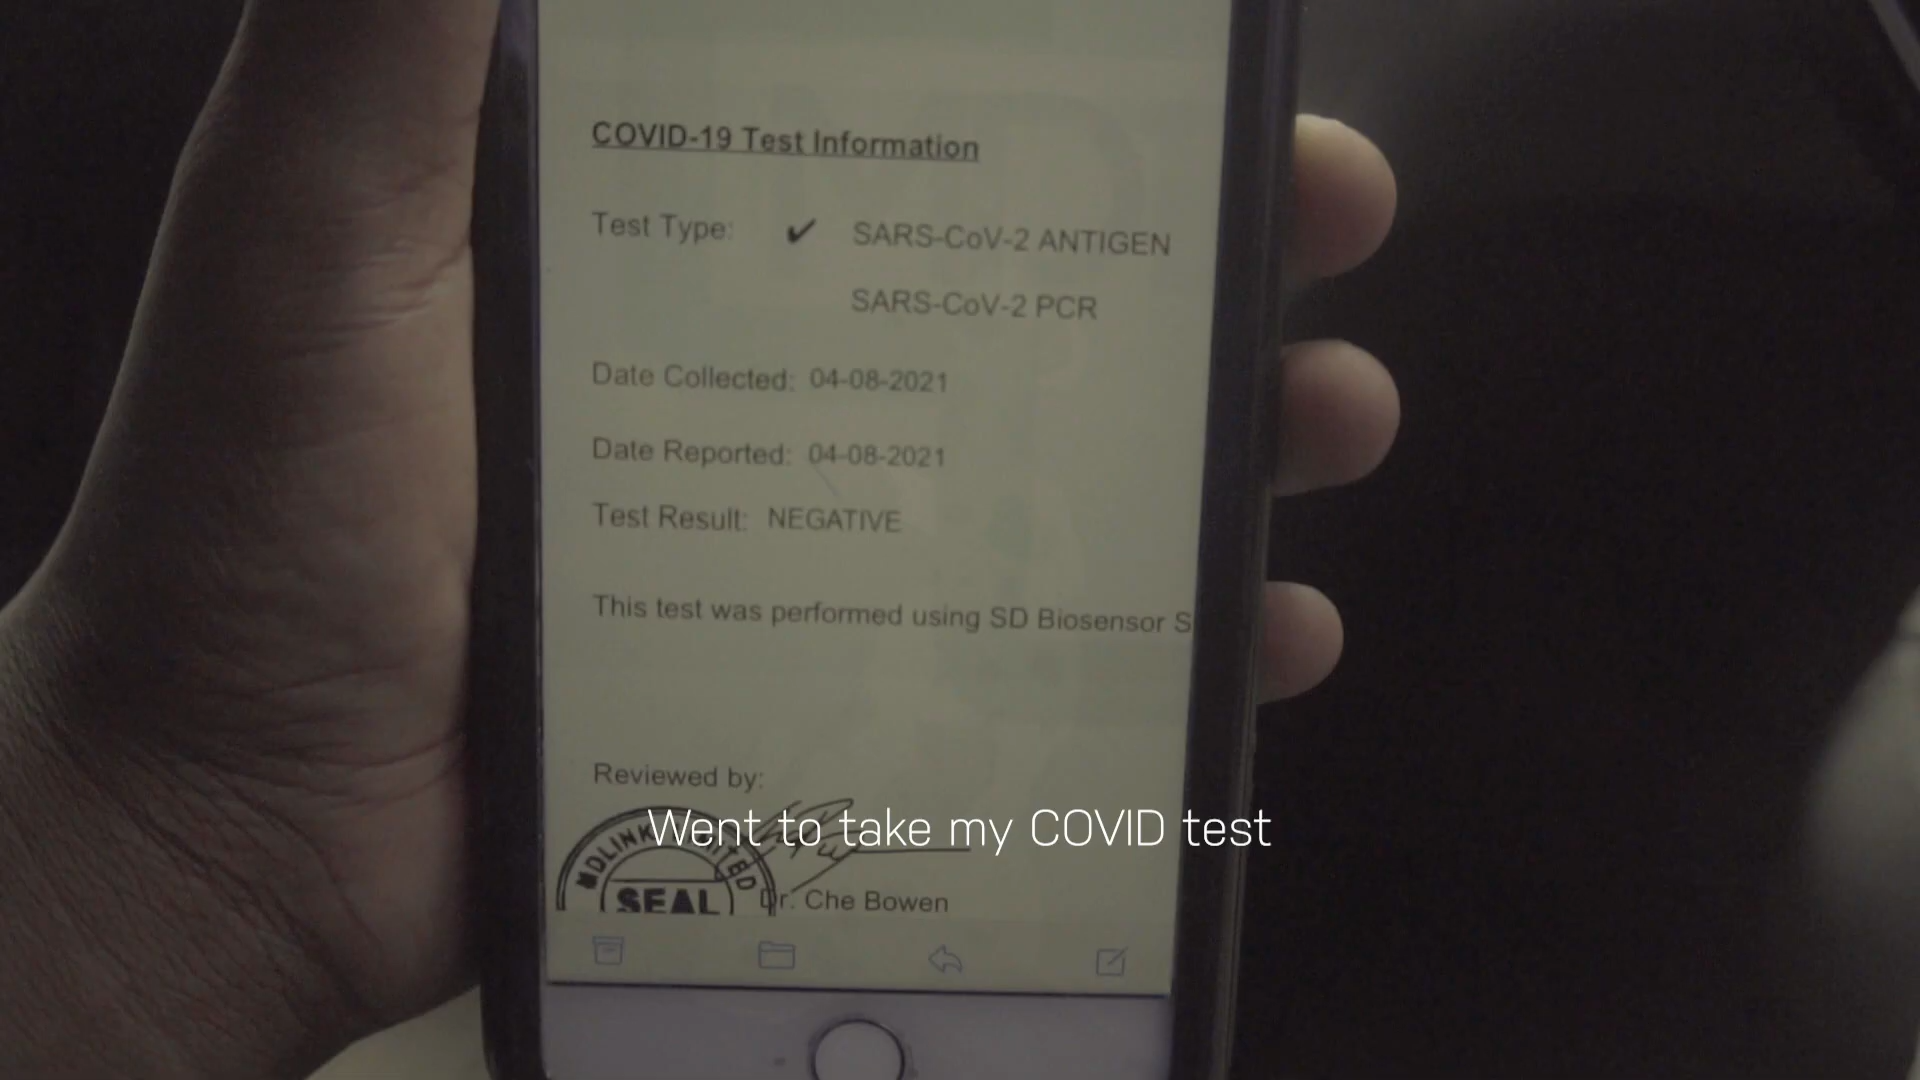 COVID-19 Test Information
Test Type: ✔ SARS-CoV-2 ANTIGEN
SARS-CoV-2 PCR
Date Collected: 04-08-2021
Date Reported: 04-08-2021
Test Result: NEGATIVE
This test was performed using SD Biosensor S
Reviewed by:
Went to take my COVID test
SEAL
Dr. Che Bowen